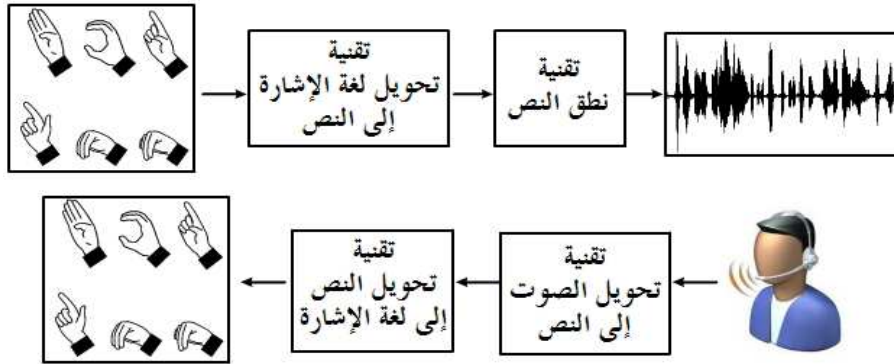 تقنية
تحويل لغة الإشارة
إلى النص
تقنية
نطق النص
تقنية
تحويل الصوت
إلى النص
تقنية
تحويل النص
إلى لغة الإشارة